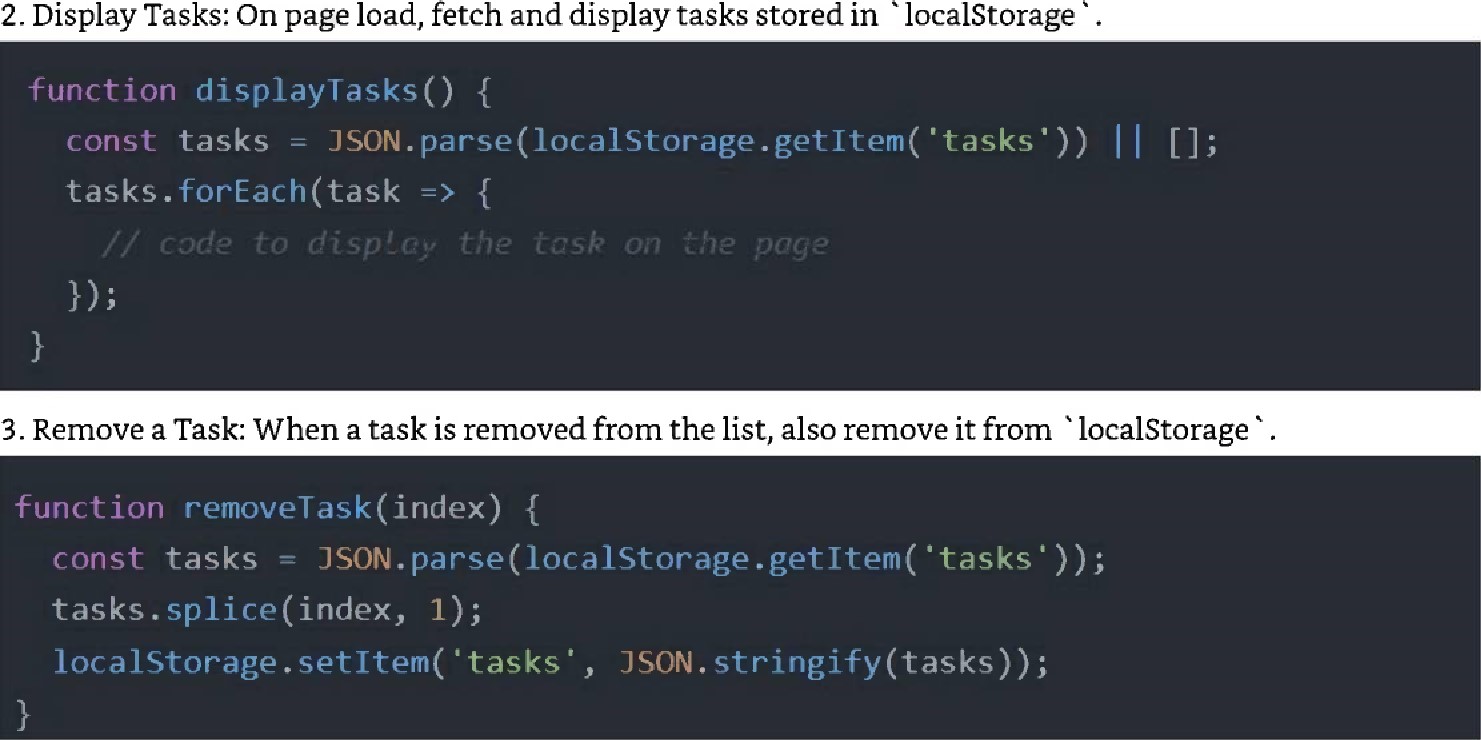 2. Display Tasks: On page load, fetch and display tasks stored in `localStorage`.
function displayTasks() {
  const tasks = JSON.parse(localStorage.getItem('tasks')) || [];
  tasks.forEach(task => {
    // code to display the task on the page
  });
}
3. Remove a Task: When a task is removed from the list, also remove it from `localStorage`.
function removeTask(index) {
  const tasks = JSON.parse(localStorage.getItem('tasks'));
  tasks.splice(index, 1);
  localStorage.setItem('tasks', JSON.stringify(tasks));
}